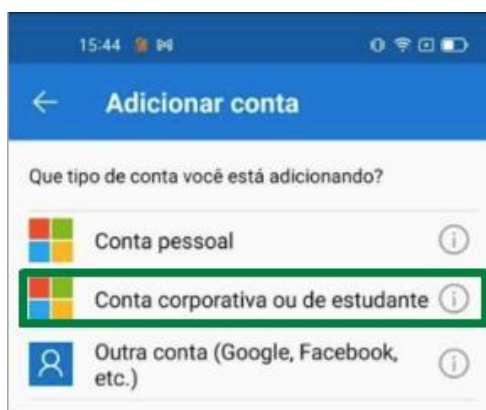 15:44
Adicionar conta
Que tipo de conta você está adicionando?
Conta pessoal
Conta corporativa ou de estudante
Outra conta (Google, Facebook,
etc.)